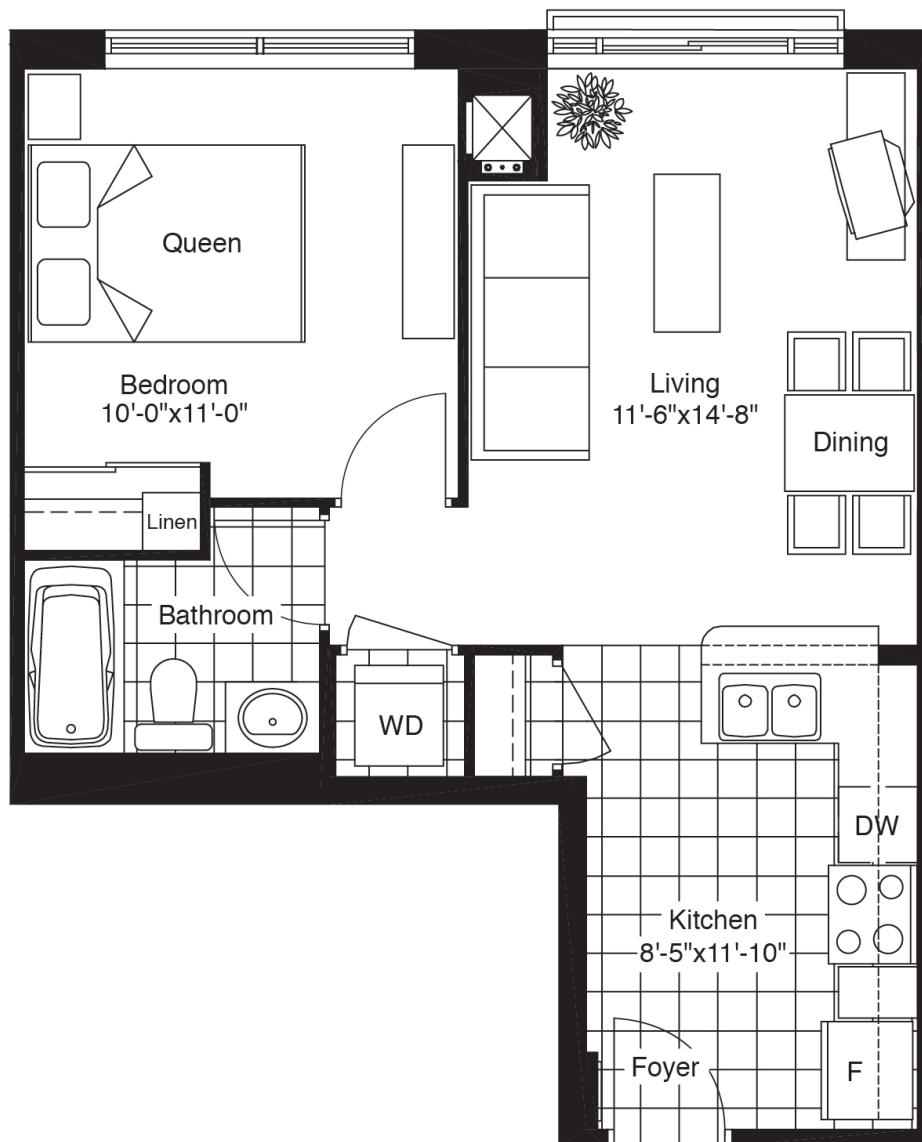 Queen
Bedroom
10'-0"x11'-0"
Living
11'-6"x14'-8"
Dining
Linen
Bathroom
WD
DW
Kitchen
8'-5"x11'-10"
Foyer
F